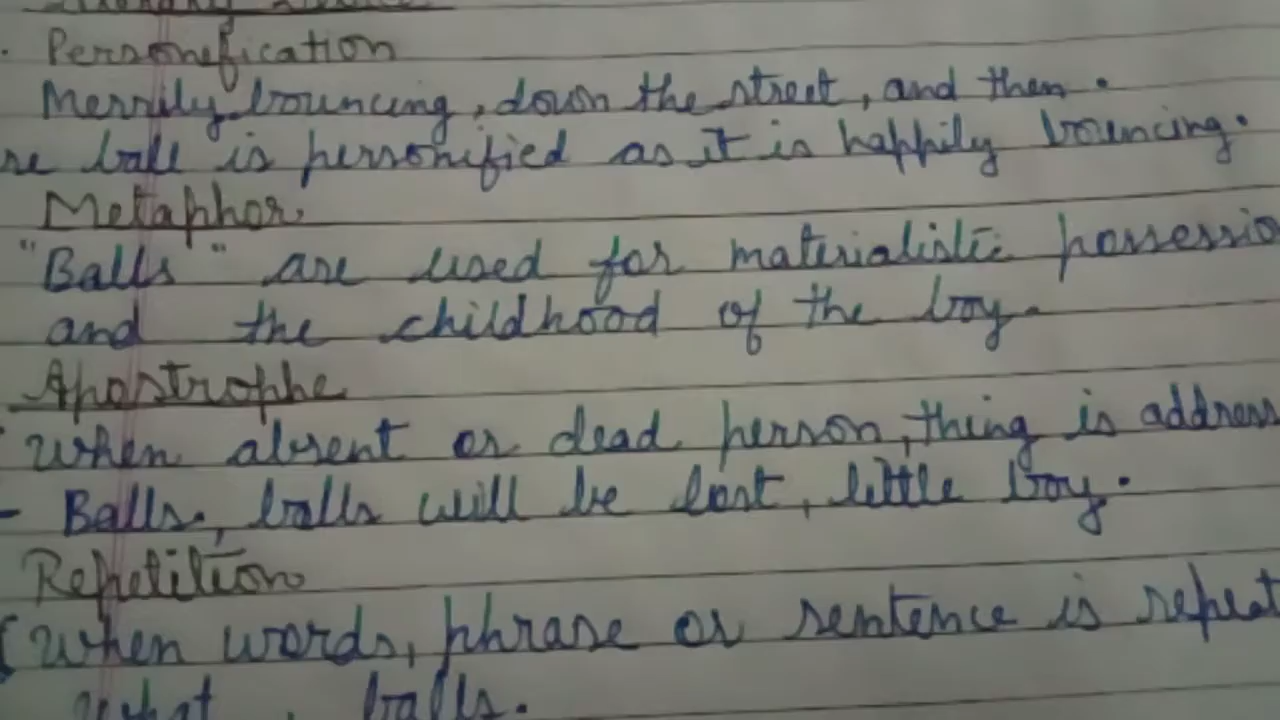 Personefication
Merrily bouncing, down the street, and then.
ball is personified as it is happily bouncing.
Metaphor
"Balls" are used for materialistic possessio
and the childhood of the boy.
Apostrophe
When absent or dead person, thing is address
- Balls, balls will be lost, little boy.
Repetition
(When words, phrase or sentence is repeat
balls.